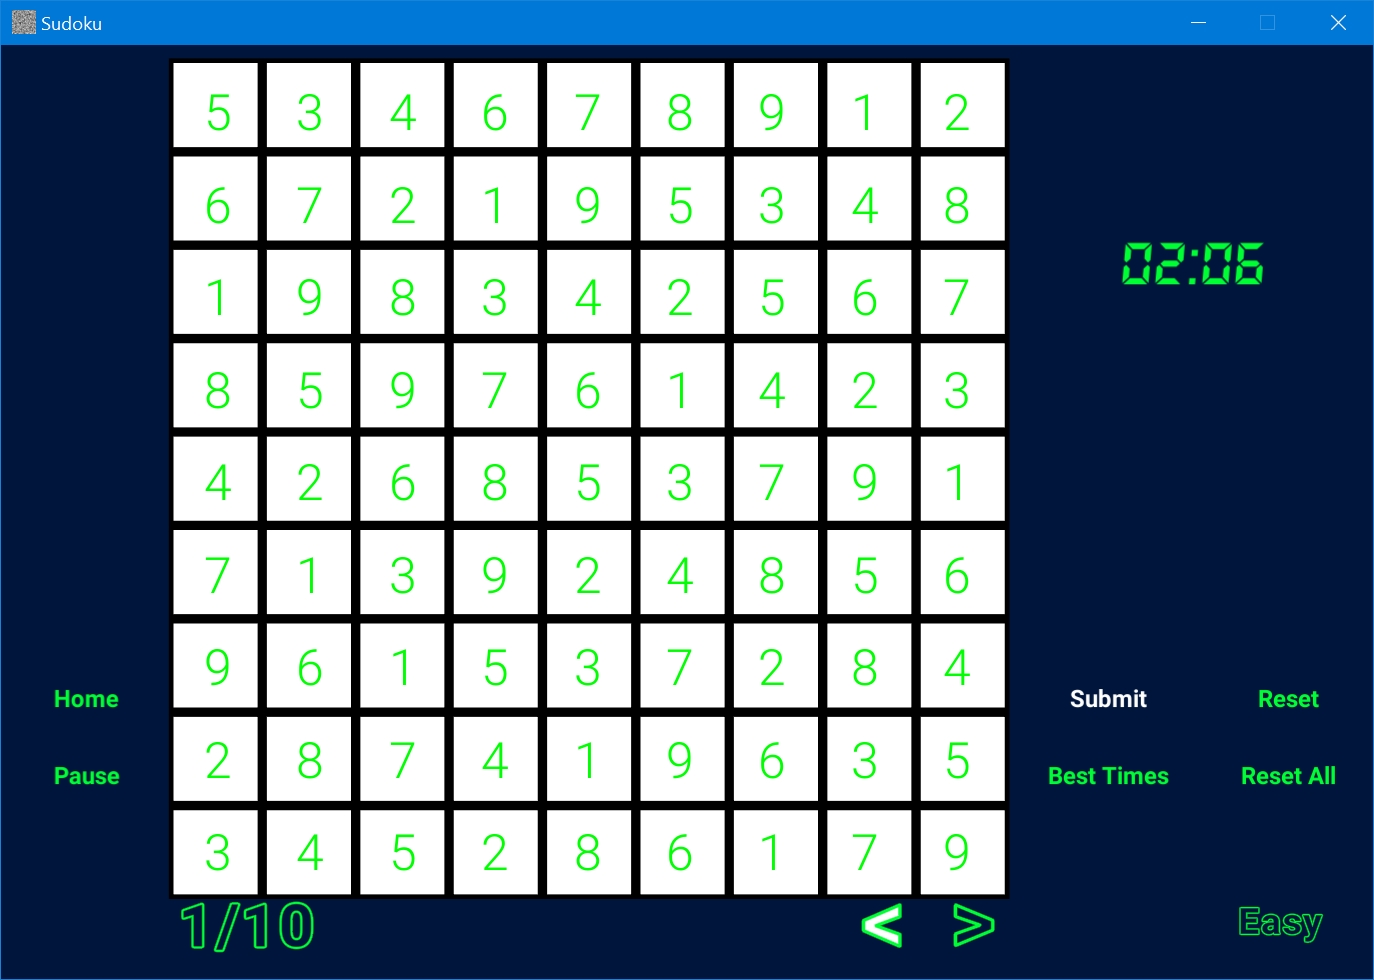 Sudoku
5 3 4 6 7 8 9 1 2
6 7 2 1 9 5 3 4 8
1 9 8 3 4 2 5 6 7
8 5 9 7 6 1 4 2 3
4 2 6 8 5 3 7 9 1
7 1 3 9 2 4 8 5 6
9 6 1 5 3 7 2 8 4
2 8 7 4 1 9 6 3 5
3 4 5 2 8 6 1 7 9
02:06
Home
Pause
Submit
Reset
Best Times
Reset All
1/10
< >
Easy